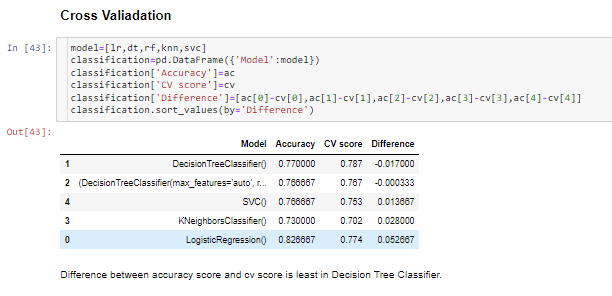 Cross Valiadation
In [43]:
model=[lr,dt,rf,knn,svc]
classification=pd.DataFrame({'Model':model})
classification['Accuracy']=ac
classification['CV score']=cv
classification['Difference']=[ac[0]-cv[0],ac[1]-cv[1],ac[2]-cv[2],ac[3]-cv[3],ac[4]-cv[4]]
classification.sort_values(by='Difference')
Out[43]:
Model Accuracy CV score Difference
1 DecisionTreeClassifier() 0.770000 0.787 -0.017000
2 (DecisionTreeClassifier(max_features='auto', r... 0.766667 0.767 -0.000333
4 SVC() 0.766667 0.753 0.013667
3 KNeighborsClassifier() 0.730000 0.702 0.028000
0 LogisticRegression() 0.826667 0.774 0.052667
Difference between accuracy score and cv score is least in Decision Tree Classifier.